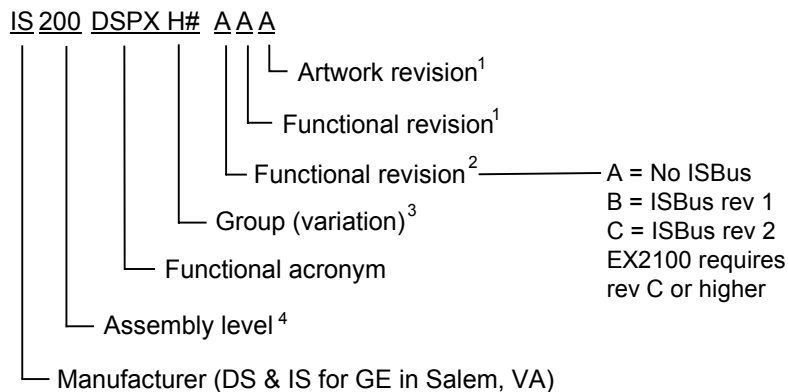 IS 200 DSPX H# A A A
Artwork revision¹
Functional revision¹
Functional revision²
A = No ISBus
B = ISBus rev 1
C = ISBus rev 2
EX2100 requires
rev C or higher
Group (variation)³
Functional acronym
Assembly level ⁴
Manufacturer (DS & IS for GE in Salem, VA)